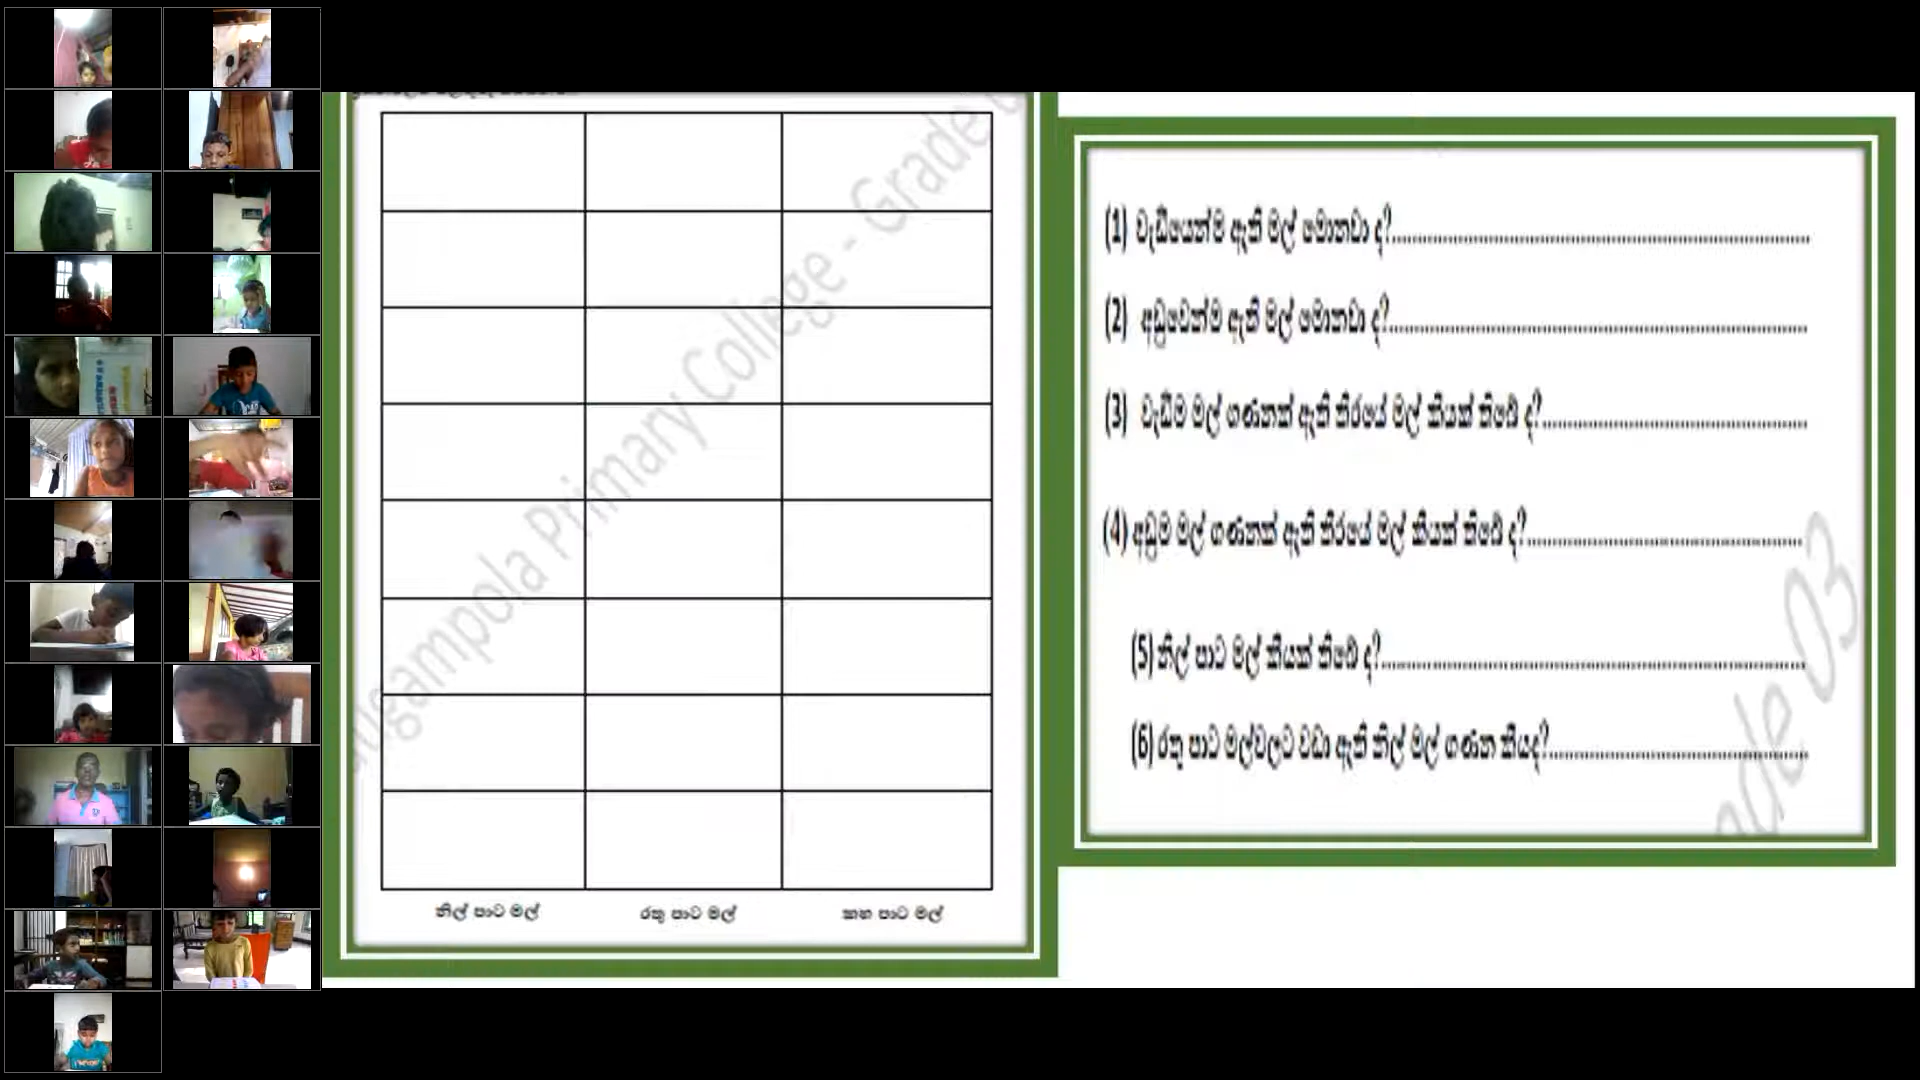 නිල් පාට මල්
රතු පාට මල්
කහ පාට මල්
(1) වැඩියෙන්ම ඇති මල් මොනවා ද?
(2) අඩුවෙන්ම ඇති මල් මොනවා ද?
(3) වැඩිම මල් ගණනක් ඇති තීරයේ මල් කීයක් තිබේ ද?
(4) අඩුම මල් ගණනක් ඇති තීරයේ මල් කීයක් තිබේ ද?
(5) නිල් පාට මල් කීයක් තිබේ ද?
(6) රතු පාට මල්වලට වඩා ඇති නිල් මල් ගණන කීයද?
Primary College - Grade
ade 03